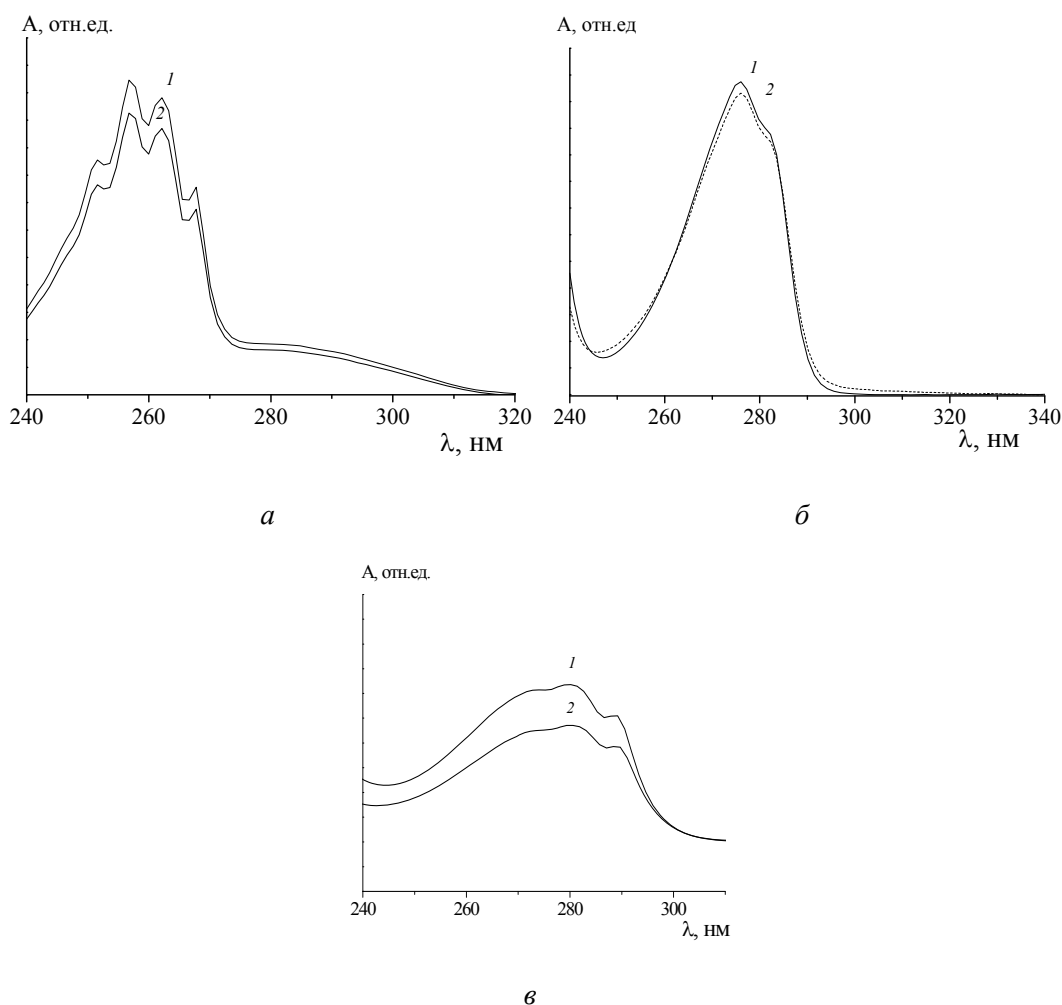 А, отн.ед.
1
2
240 260 280 300 320
λ, нм
а
А, отн.ед
1
2
240 260 280 300 320 340
λ, нм
б
А, отн.ед.
1
2
240 260 280 300
λ, нм
в